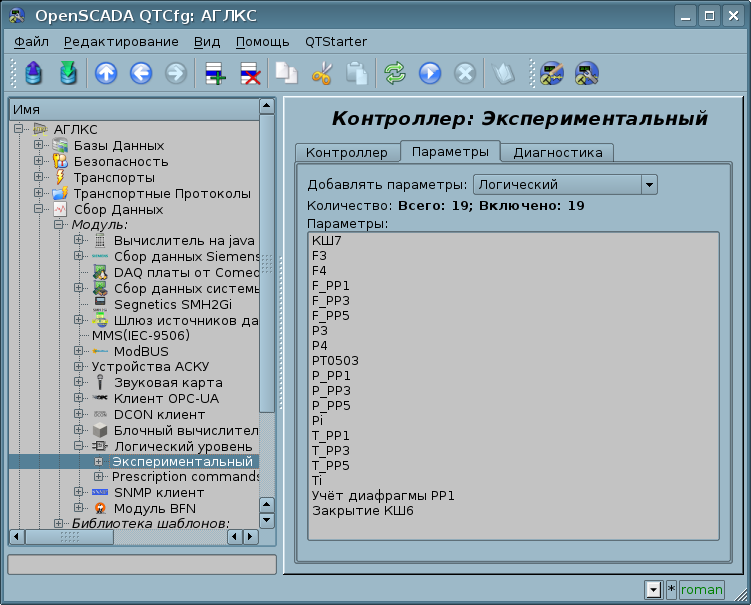 OpenSCADA QTCfg: АГЛКС
Файл Редактирование Вид Помощь QTStarter
Имя
АГЛКС
Базы Данных
Безопасность
Транспорты
Транспортные Протоколы
Сбор Данных
Модуль:
Вычислитель на java
Сбор данных Siemens
DAQ платы от Comed
Сбор данных системы
Segnetics SMH2Gi
Шлюз источников да
MMS(IEC-9506)
ModBUS
Устройства АСКУ
Звуковая карта
Клиент OPC-UA
DCON клиент
Блочный вычислител
Логический уровень
Экспериментальный
Prescription commands
SNMP клиент
Модуль BFN
Библиотека шаблонов:
Контроллер: Экспериментальный
Контроллер Параметры Диагностика
Добавлять параметры: Логический
Количество: Всего: 19; Включено: 19
Параметры:
КШ7
F3
F4
F_PP1
F_PP3
F_PP5
P3
P4
PT0503
P_PP1
P_PP3
P_PP5
Pi
T_PP1
T_PP3
T_PP5
Ti
Учёт диафрагмы PP1
Закрытие КШ6
* roman